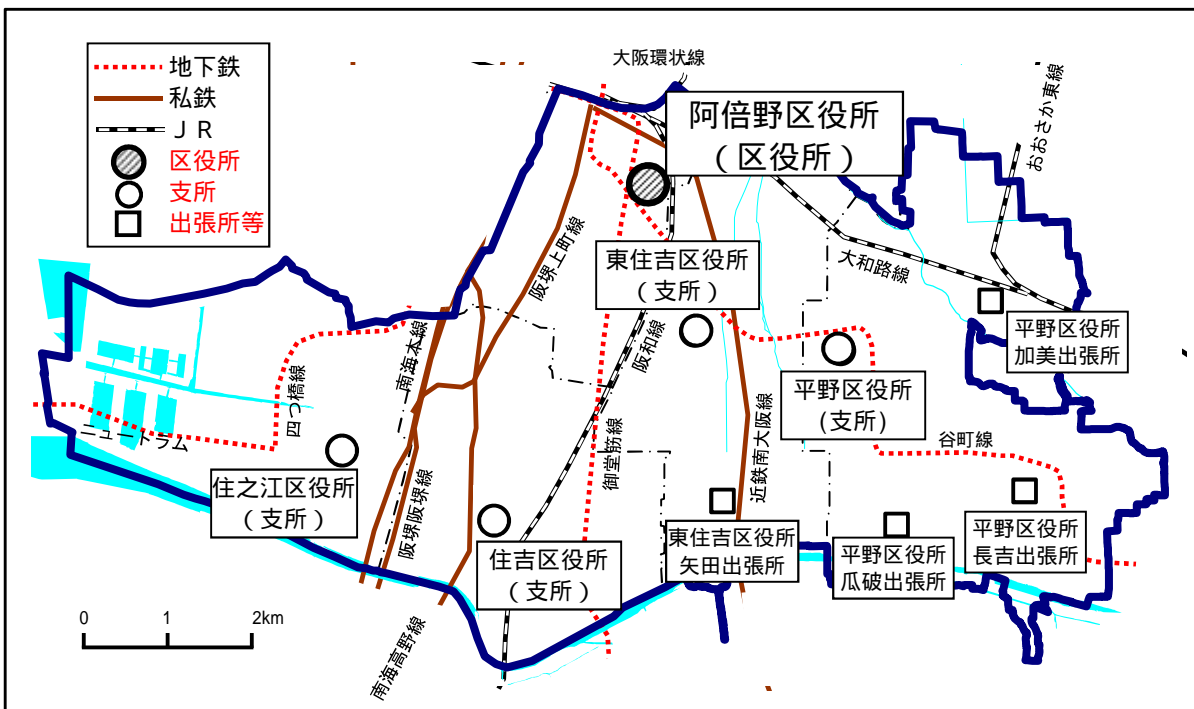 大阪環状線
地下鉄
私鉄
ＪＲ
区役所
支所
出張所等
阿倍野区役所
（区役所）
おおさか東線
阪堺上町線
東住吉区役所
（支所）
大和路線
平野区役所
加美出張所
南海本線
阪和線
四つ橋線
平野区役所
(支所)
ニュートラム
御堂筋線
近鉄南大阪線
谷町線
住之江区役所
（支所）
阪堺阪堺線
住吉区役所
（支所）
東住吉区役所
矢田出張所
平野区役所
瓜破出張所
平野区役所
長吉出張所
0 1 2km
南海高野線